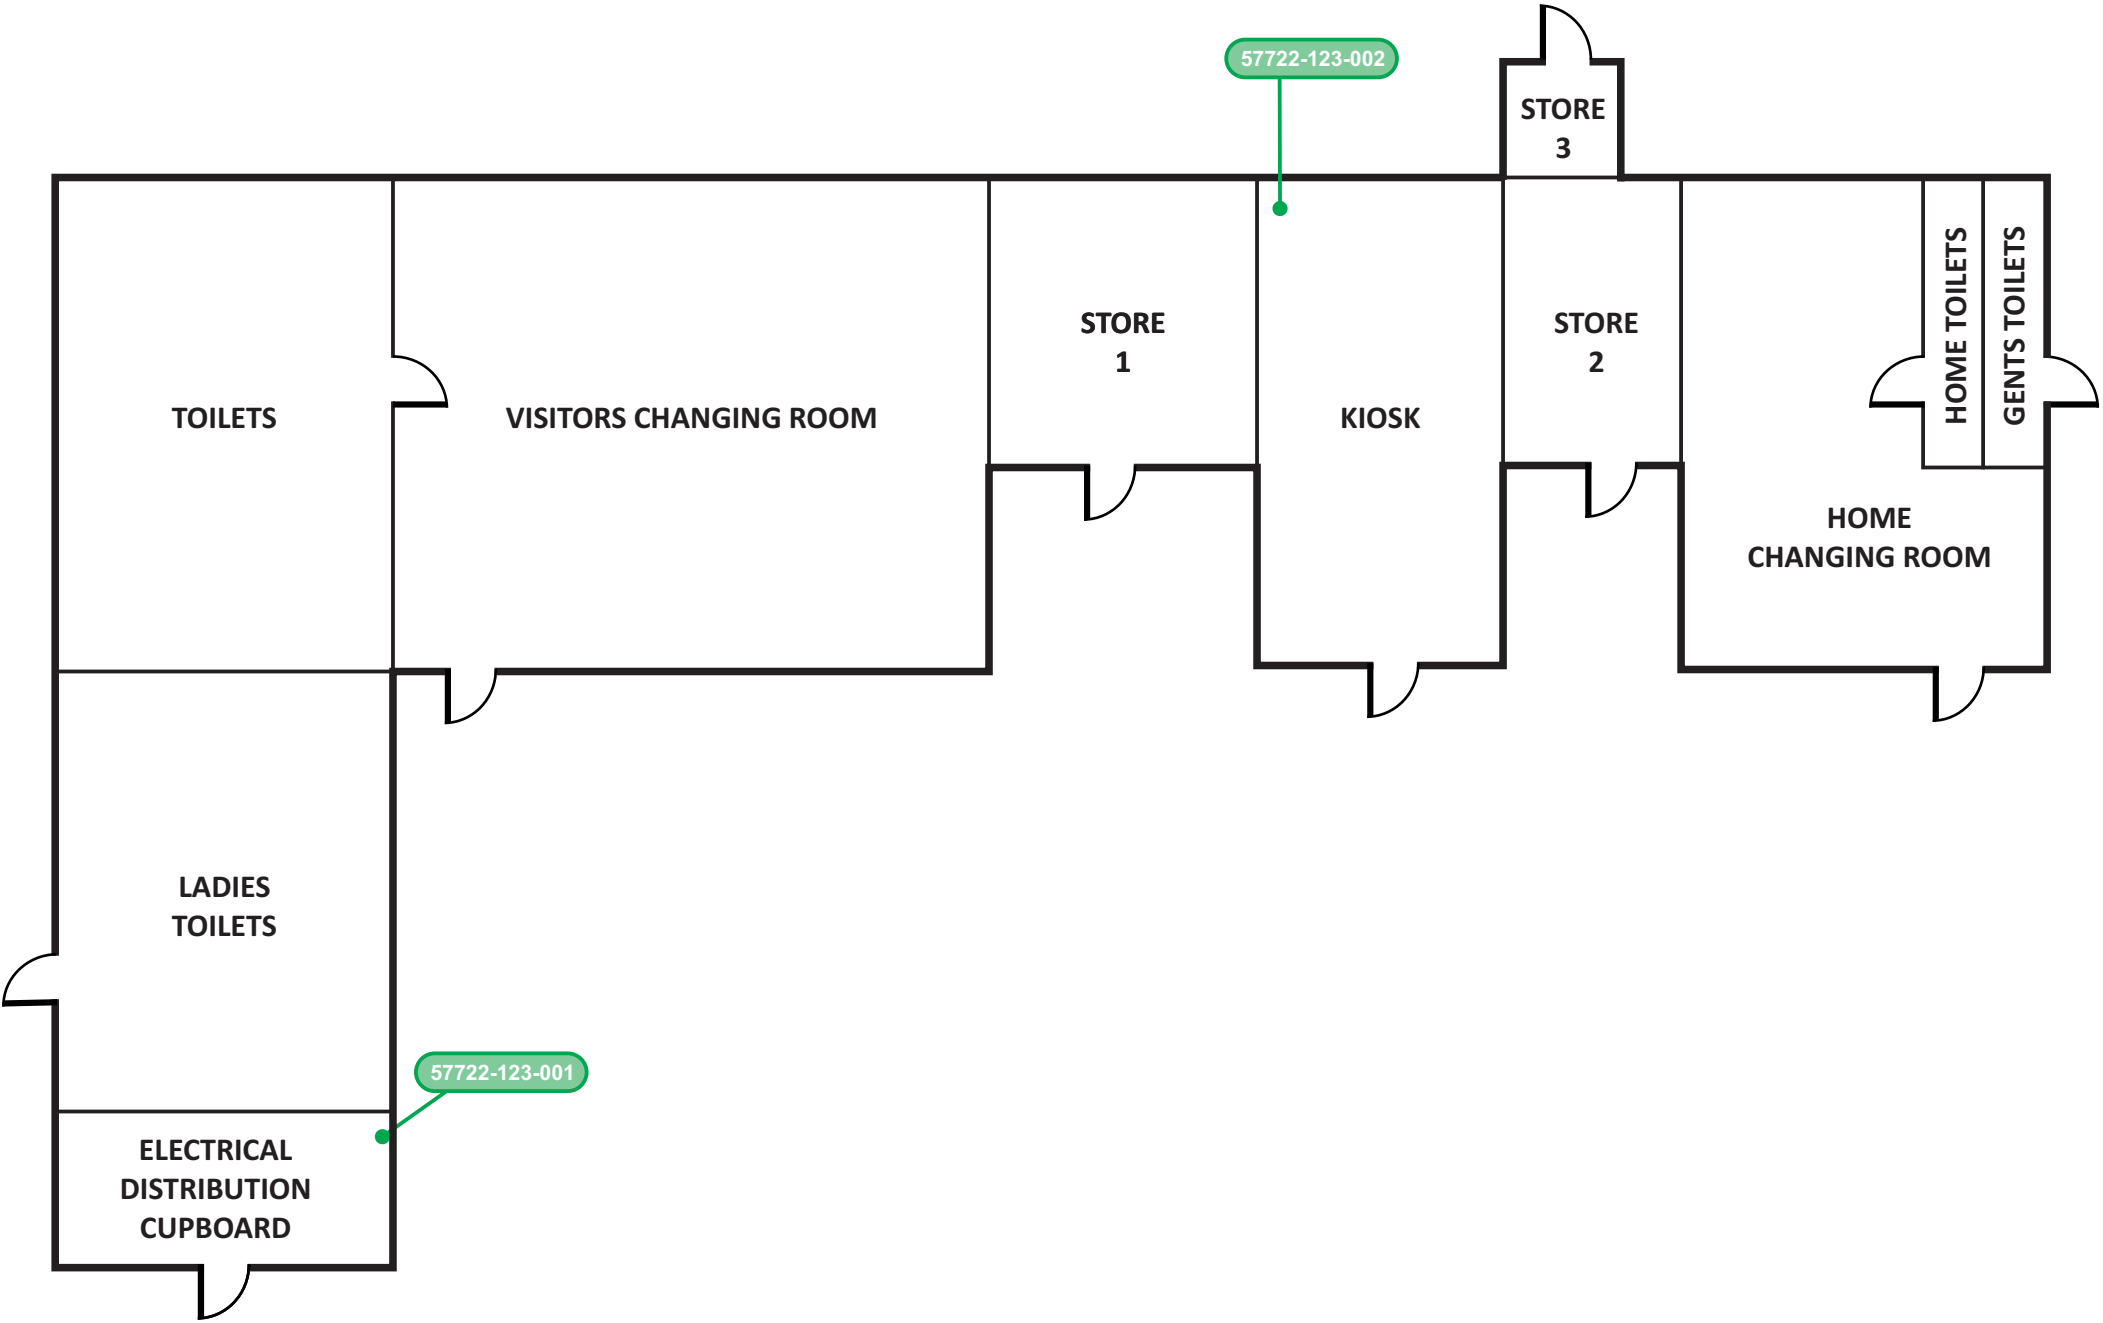 57722-123-002
STORE
3
STORE
1
STORE
2
HOME TOILETS
GENTS TOILETS
TOILETS
VISITORS CHANGING ROOM
KIOSK
HOME
CHANGING ROOM
LADIES
TOILETS
57722-123-001
ELECTRICAL
DISTRIBUTION
CUPBOARD